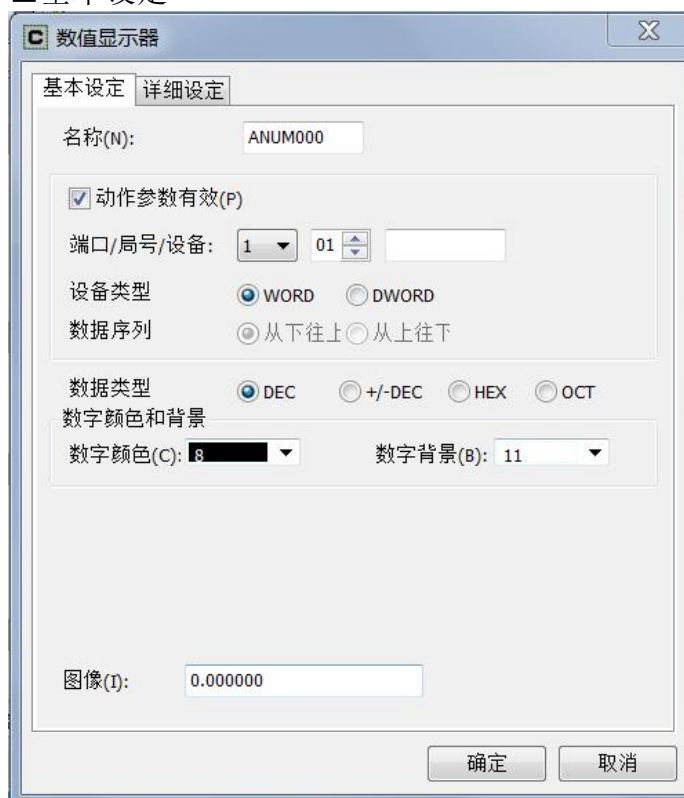 C 数值显示器
基本设定 详细设定
名称(N): ANUM000
动作参数有效(P)
端口/局号/设备: 1 01
设备类型 WORD DWORD
数据序列 从下往上 从上往下
数据类型 DEC +/-DEC HEX OCT
数字颜色和背景
数字颜色(C): 8 数字背景(B): 11
图像(I): 0.000000
确定 取消